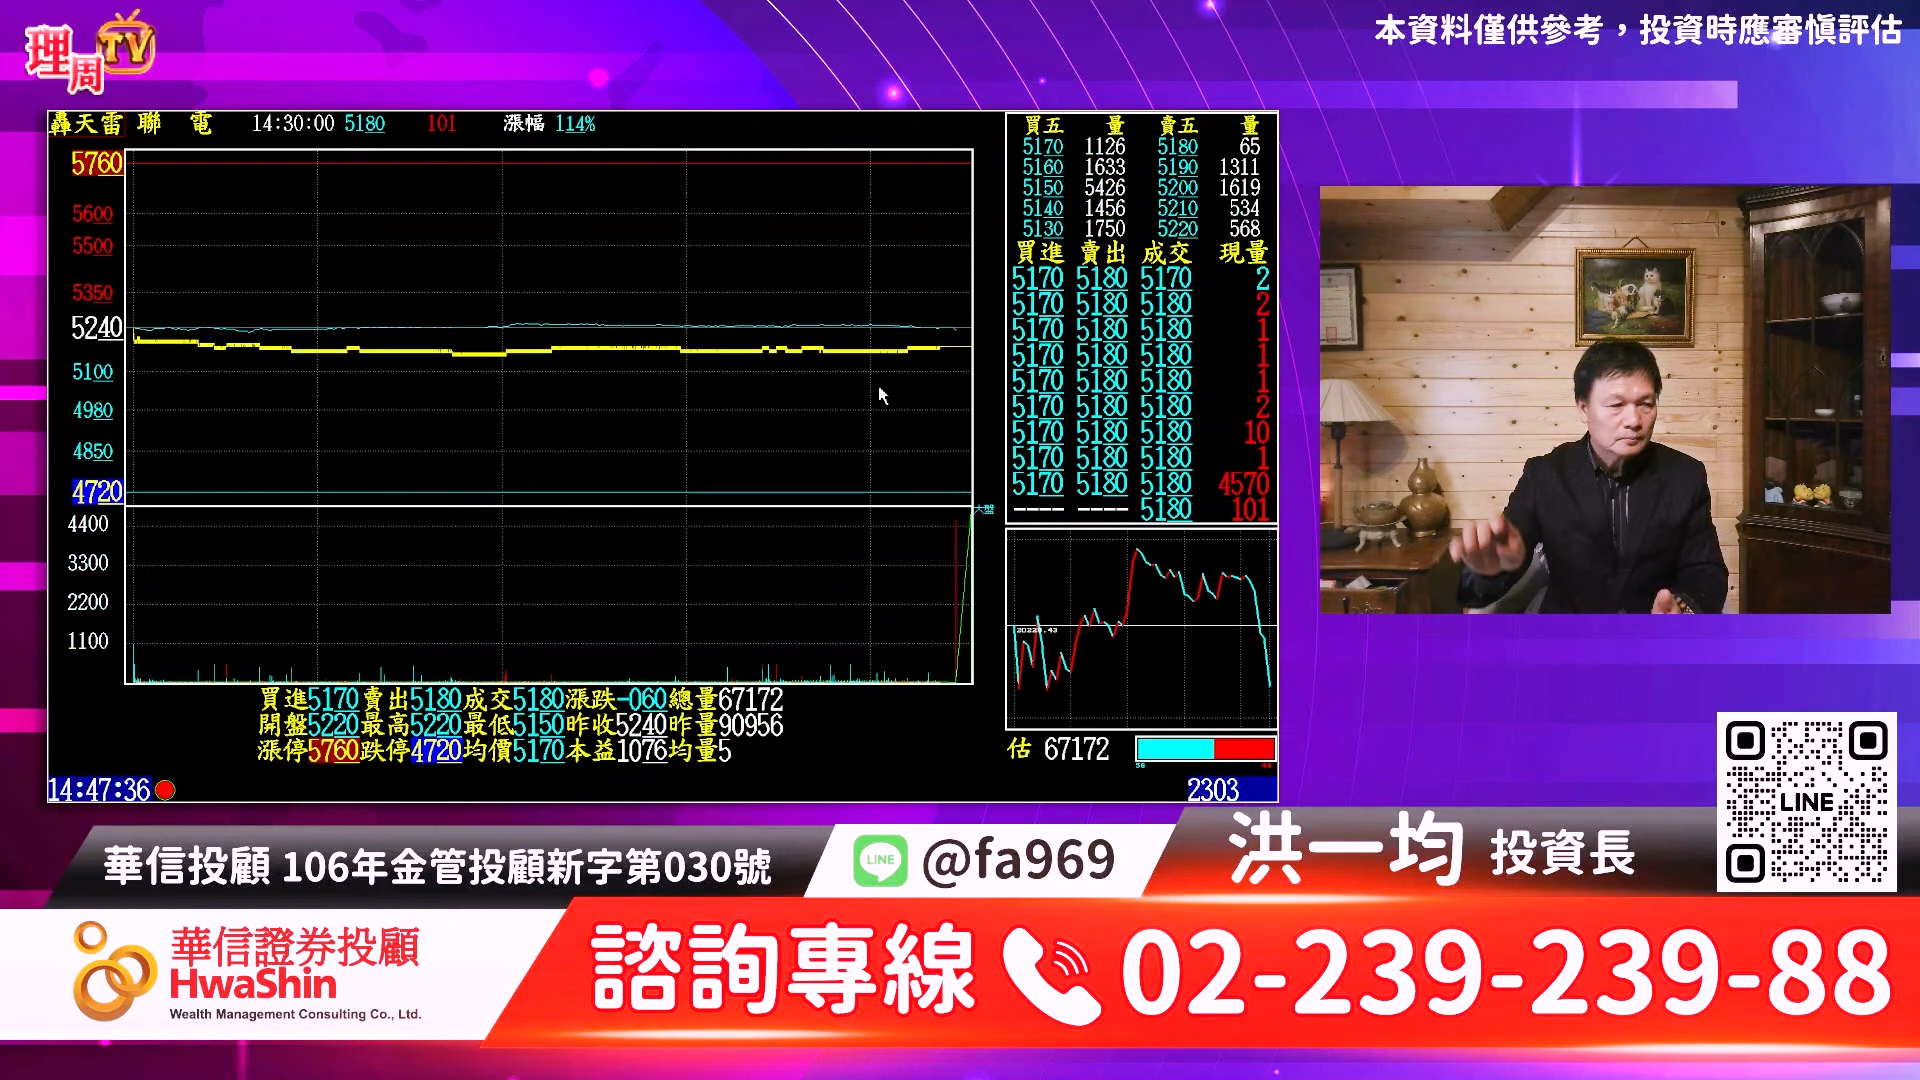 理周TV
本資料僅供參考，投資時應審慎評估
轟天雷 聯 電 14:30:00 5180 101 漲幅 114%
5760
5600
5500
5350
5240
5100
4980
4850
4720
4400
3300
2200
1100
大盤
買五 量 賣五 量
5170 1126 5180 65
5160 1633 5190 1311
5150 5426 5200 1619
5140 1456 5210 534
5130 1750 5220 568
買進 賣出 成交 現量
5170 5180 5170 2
5170 5180 5180 2
5170 5180 5180 1
5170 5180 5180 1
5170 5180 5180 1
5170 5180 5180 2
5170 5180 5180 10
5170 5180 5180 1
5170 5180 5180 4570
---- ---- 5180 101
買進5170賣出5180成交5180漲跌-060總量67172
開盤5220最高5220最低5150昨收5240昨量90956
漲停5760跌停4720均價5170本益1076均量5
估 67172
14:47:36
2303
LINE
華信投顧 106年金管投顧新字第030號
LINE @fa969
洪一均 投資長
華信證券投顧
HwaShin
Wealth Management Consulting Co., Ltd.
諮詢專線 02-239-239-88